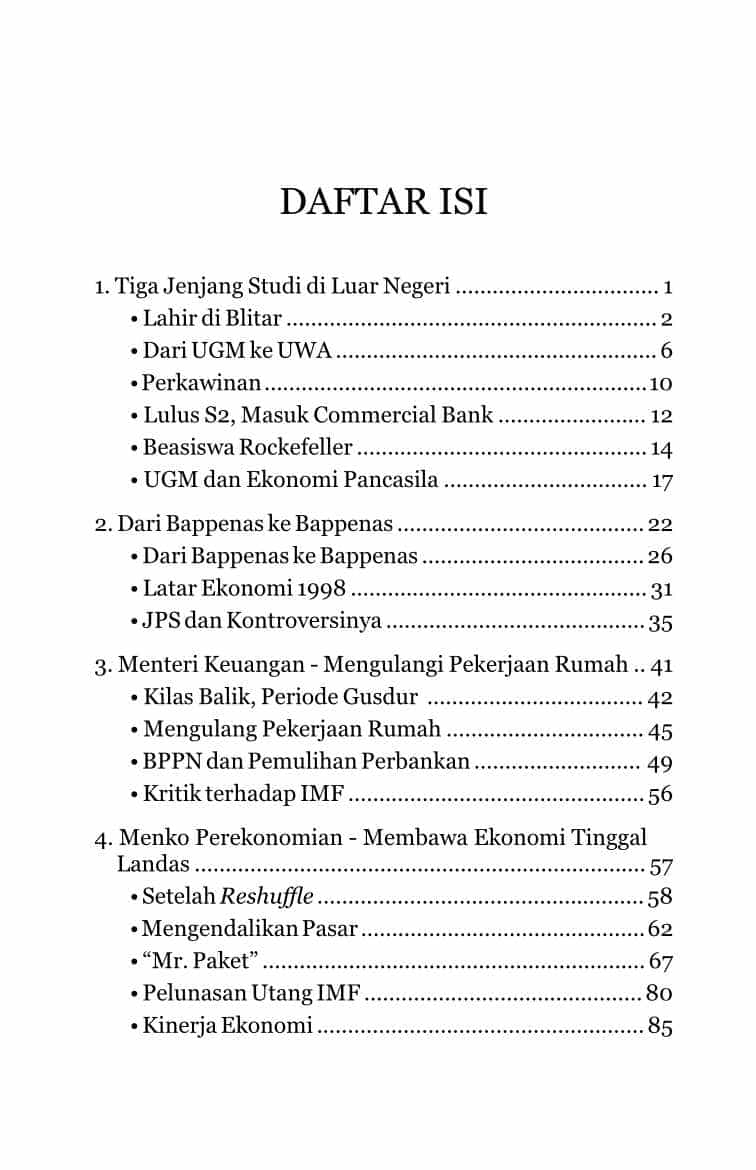 DAFTAR ISI
1. Tiga Jenjang Studi di Luar Negeri ................................. 1
• Lahir di Blitar ............................................................ 2
• Dari UGM ke UWA .................................................... 6
• Perkawinan .............................................................. 10
• Lulus S2, Masuk Commercial Bank ........................ 12
• Beasiswa Rockefeller ............................................... 14
• UGM dan Ekonomi Pancasila ................................. 17
2. Dari Bappenas ke Bappenas ........................................ 22
• Dari Bappenas ke Bappenas .................................... 26
• Latar Ekonomi 1998 ................................................ 31
• JPS dan Kontroversinya .......................................... 35
3. Menteri Keuangan - Mengulangi Pekerjaan Rumah .. 41
• Kilas Balik, Periode Gusdur ................................... 42
• Mengulang Pekerjaan Rumah ................................ 45
• BPPN dan Pemulihan Perbankan ........................... 49
• Kritik terhadap IMF ................................................ 56
4. Menko Perekonomian - Membawa Ekonomi Tinggal
Landas ......................................................................... 57
• Setelah Reshuffle ..................................................... 58
• Mengendalikan Pasar .............................................. 62
• “Mr. Paket” .............................................................. 67
• Pelunasan Utang IMF ............................................. 80
• Kinerja Ekonomi ..................................................... 85